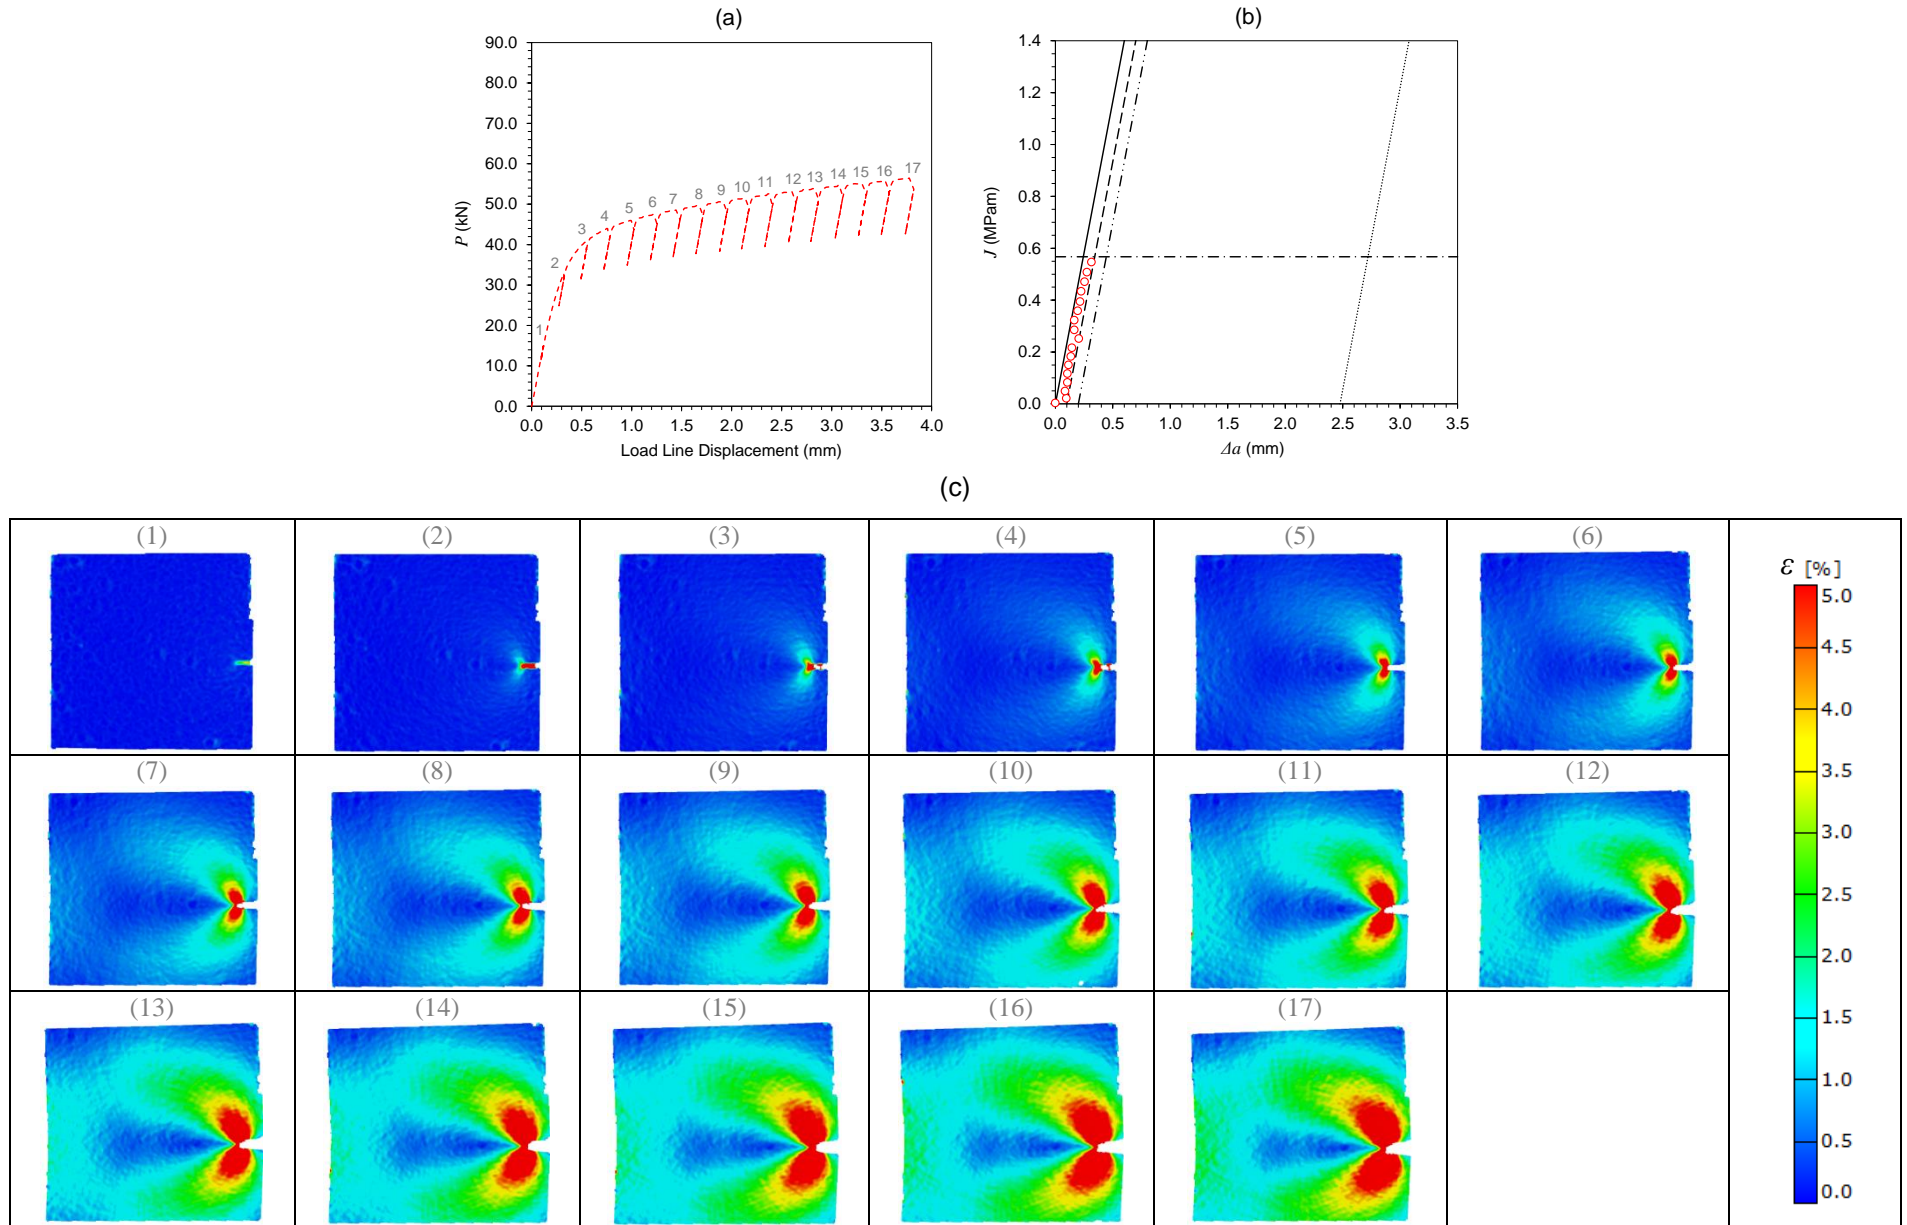 (a)
90.0
80.0
70.0
60.0
50.0
40.0
30.0
20.0
10.0
0.0
P (kN)
1 2 3 4 5 6 7 8 9 10 11 12 13 14 15 16 17
0.0 0.5 1.0 1.5 2.0 2.5 3.0 3.5 4.0
Load Line Displacement (mm)
(b)
1.4
1.2
1.0
0.8
0.6
0.4
0.2
0.0
J (MPam)
0.0 0.5 1.0 1.5 2.0 2.5 3.0 3.5
Δa (mm)
(c)
(1) (2) (3) (4) (5) (6)
(7) (8) (9) (10) (11) (12)
(13) (14) (15) (16) (17)
ε [%]
5.0
4.5
4.0
3.5
3.0
2.5
2.0
1.5
1.0
0.5
0.0